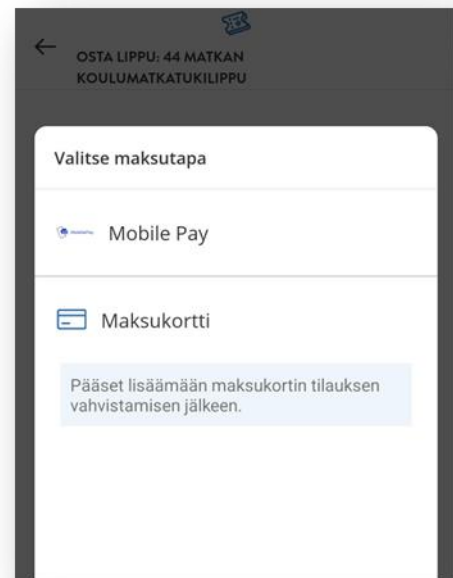 OSTA LIPPU: 44 MATKAN
KOULUMATKATUKILIPPU
Valitse maksutapa
Mobile Pay
Maksukortti
Pääset lisäämään maksukortin tilauksen
vahvistamisen jälkeen.